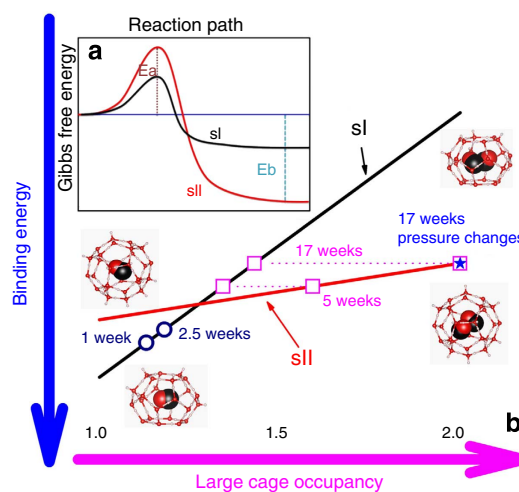 Reaction path
a
Gibbs free energy
Ea
sI
sII
Eb
Binding energy
sI
17 weeks
pressure changes
17 weeks
5 weeks
1 week
2.5 weeks
sII
1.0
1.5
2.0
b
Large cage occupancy